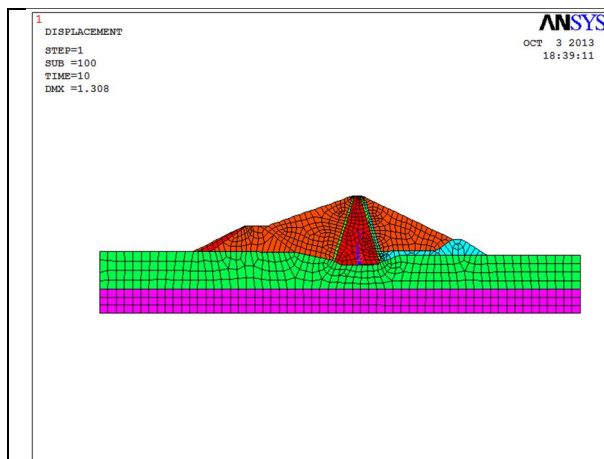 1
DISPLACEMENT
STEP=1
SUB =100
TIME=10
DMX =1.308
ANSYS
OCT 3 2013
18:39:11